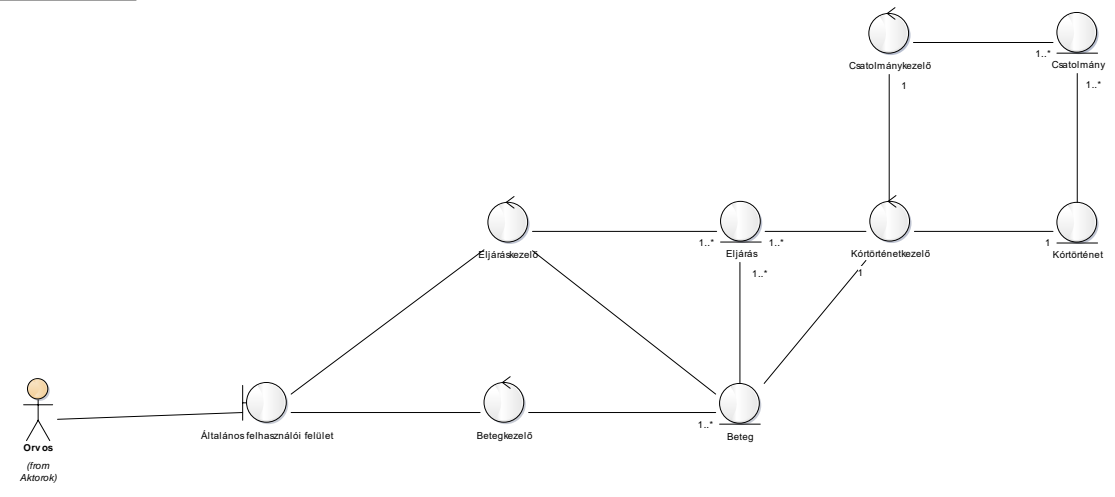 Csatolmánykezelő
1..*
Csatolmány
1
1..*
Eljáráskezelő
1..*
Eljárás
1..*
1..*
Kórtörténetkezelő
1
1
Kórtörténet
Orvos
(from
Aktorok)
Általános felhasználói felület
Betegkezelő
1..*
Beteg